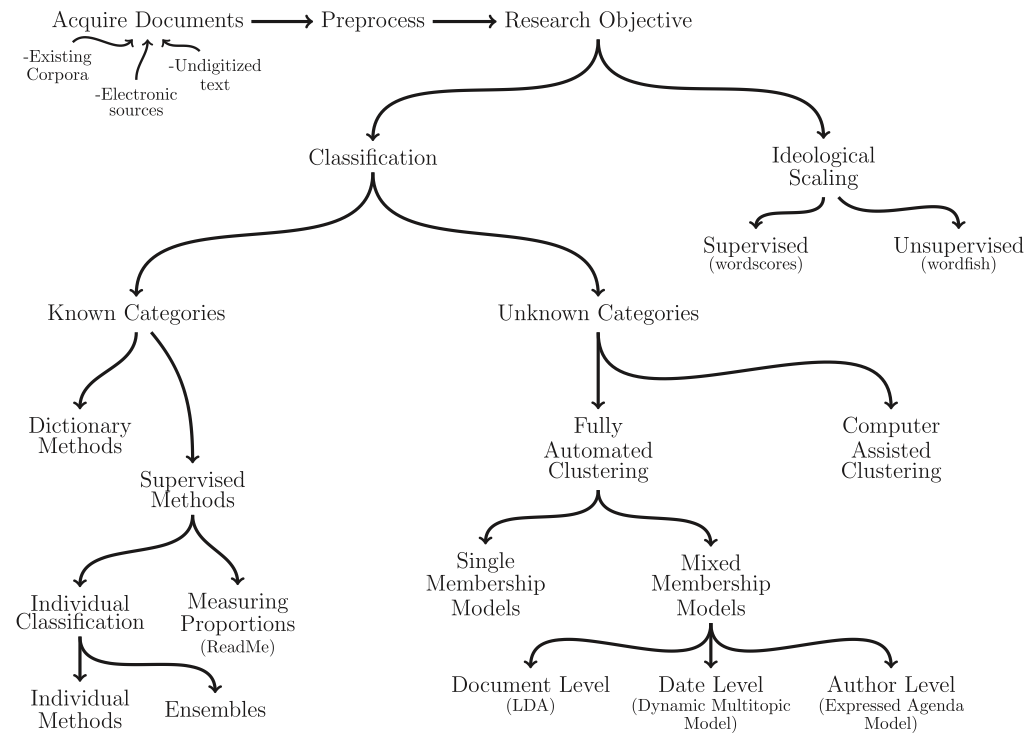 Acquire Documents
Preprocess
Research Objective
-Existing
Corpora
-Electronic
sources
-Undigitized
text
Classification
Ideological
Scaling
Supervised
(wordscores)
Unsupervised
(wordfish)
Known Categories
Unknown Categories
Dictionary
Methods
Supervised
Methods
Fully
Automated
Clustering
Computer
Assisted
Clustering
Individual
Classification
Measuring
Proportions
(ReadMe)
Single
Membership
Models
Mixed
Membership
Models
Individual
Methods
Ensembles
Document Level
(LDA)
Date Level
(Dynamic Multitopic
Model)
Author Level
(Expressed Agenda
Model)